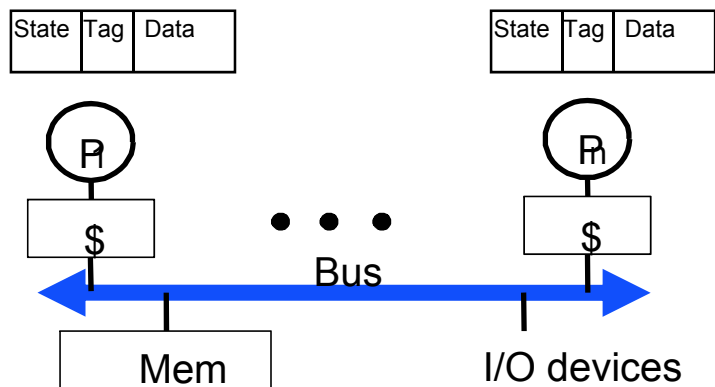 State Tag Data State Tag Data
P1 Pn
$ $
Bus
Mem I/O devices